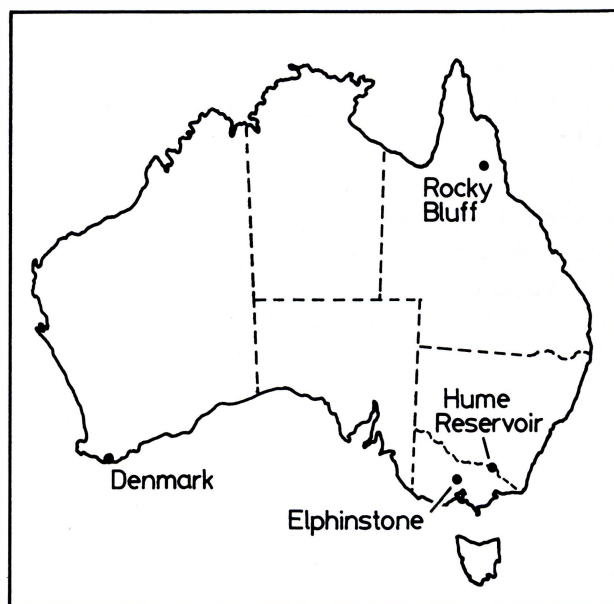 Rocky
Bluff
Hume
Reservoir
Denmark
Elphinstone